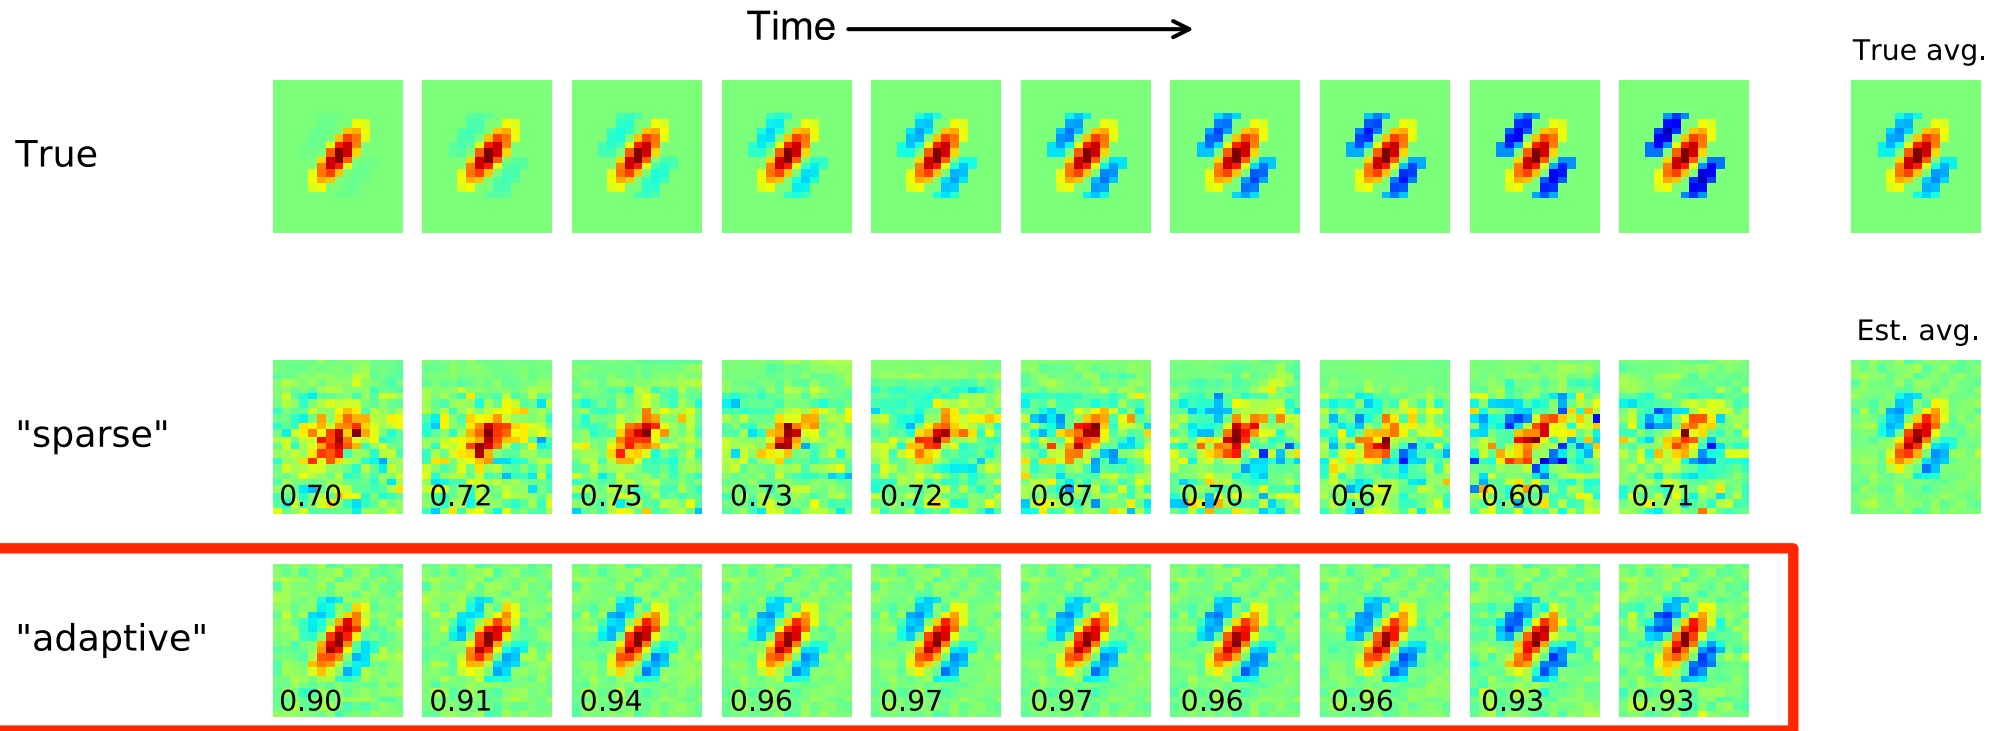 Time
True avg.
True
Est. avg.
"sparse"
0.70 0.72 0.75 0.73 0.72 0.67 0.70 0.67 0.60 0.71
"adaptive"
0.90 0.91 0.94 0.96 0.97 0.97 0.96 0.96 0.93 0.93